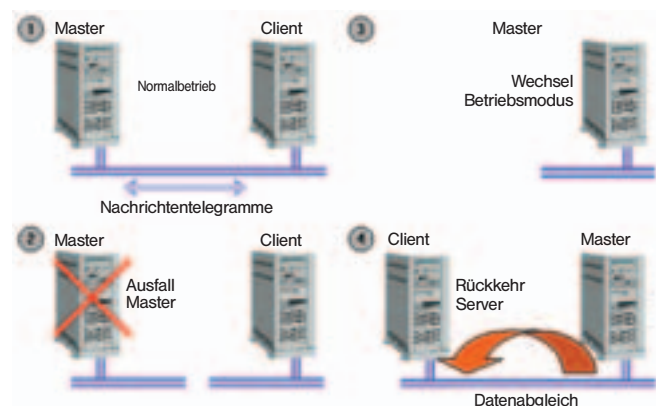 1 Master Client
Normalbetrieb
Nachrichtentelegramme
2 Master Client
Ausfall
Master
3 Master
Wechsel
Betriebsmodus
4 Client Master
Rückkehr
Server
Datenabgleich